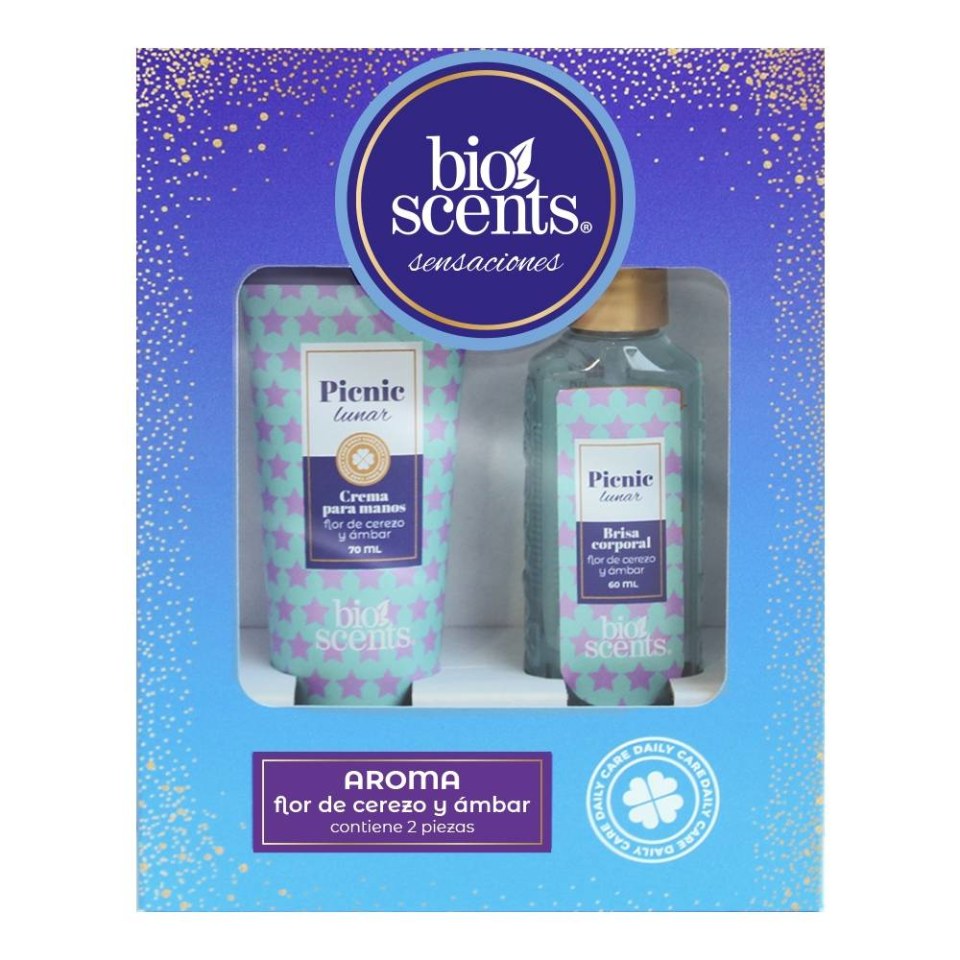 bio
scents®
sensaciones
Picnic
lunar
Crema
para manos
flor de cerezo
y ámbar
70 mL
bio
scents®
Picnic
lunar
Brisa
corporal
flor de cerezo
y ámbar
60 mL
bio
scents®
AROMA
flor de cerezo y ámbar
contiene 2 piezas
DAILY CARE DAILY CARE DAILY CARE DAILY CARE